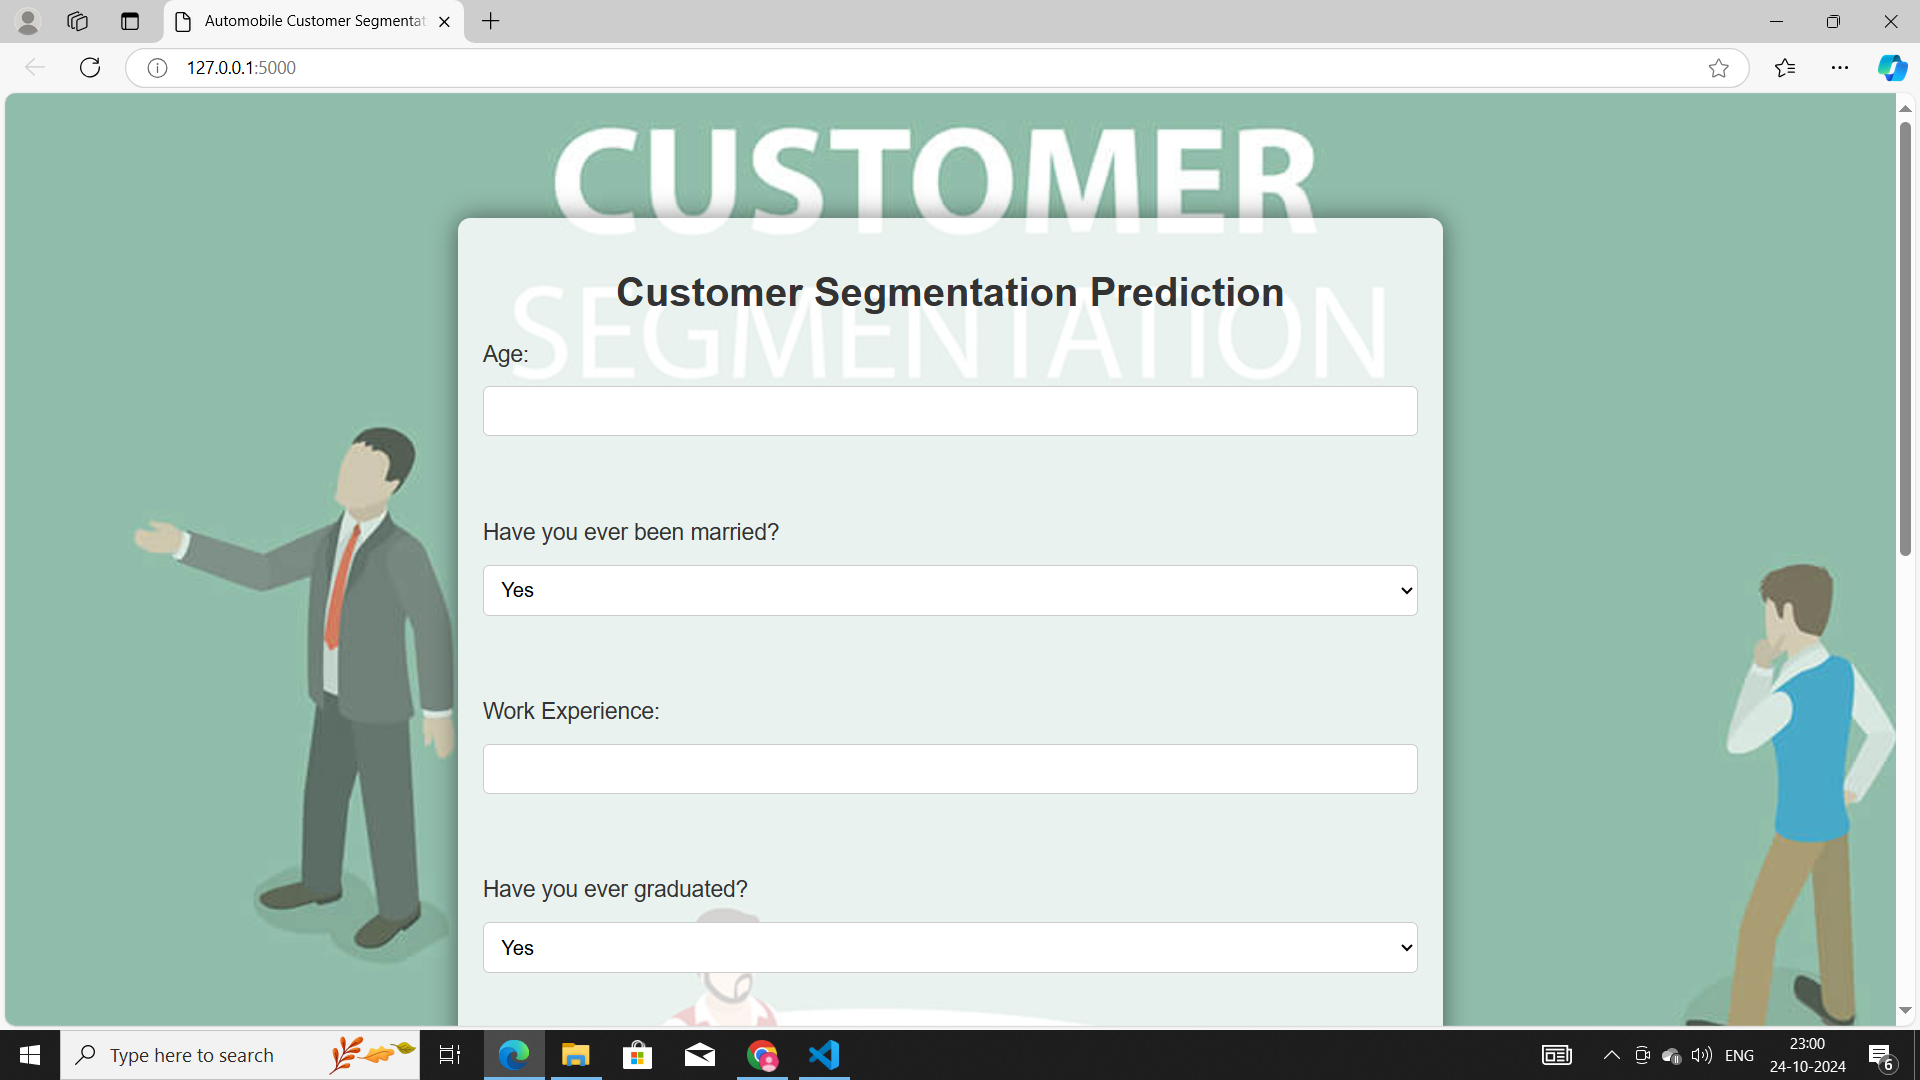 Automobile Customer Segmentat
127.0.0.1:5000
CUSTOMER
Customer Segmentation Prediction
SEGMENTATION
Age:
Have you ever been married?
Yes
Work Experience:
Have you ever graduated?
Yes
Type here to search
ENG
23:00
24-10-2024
6